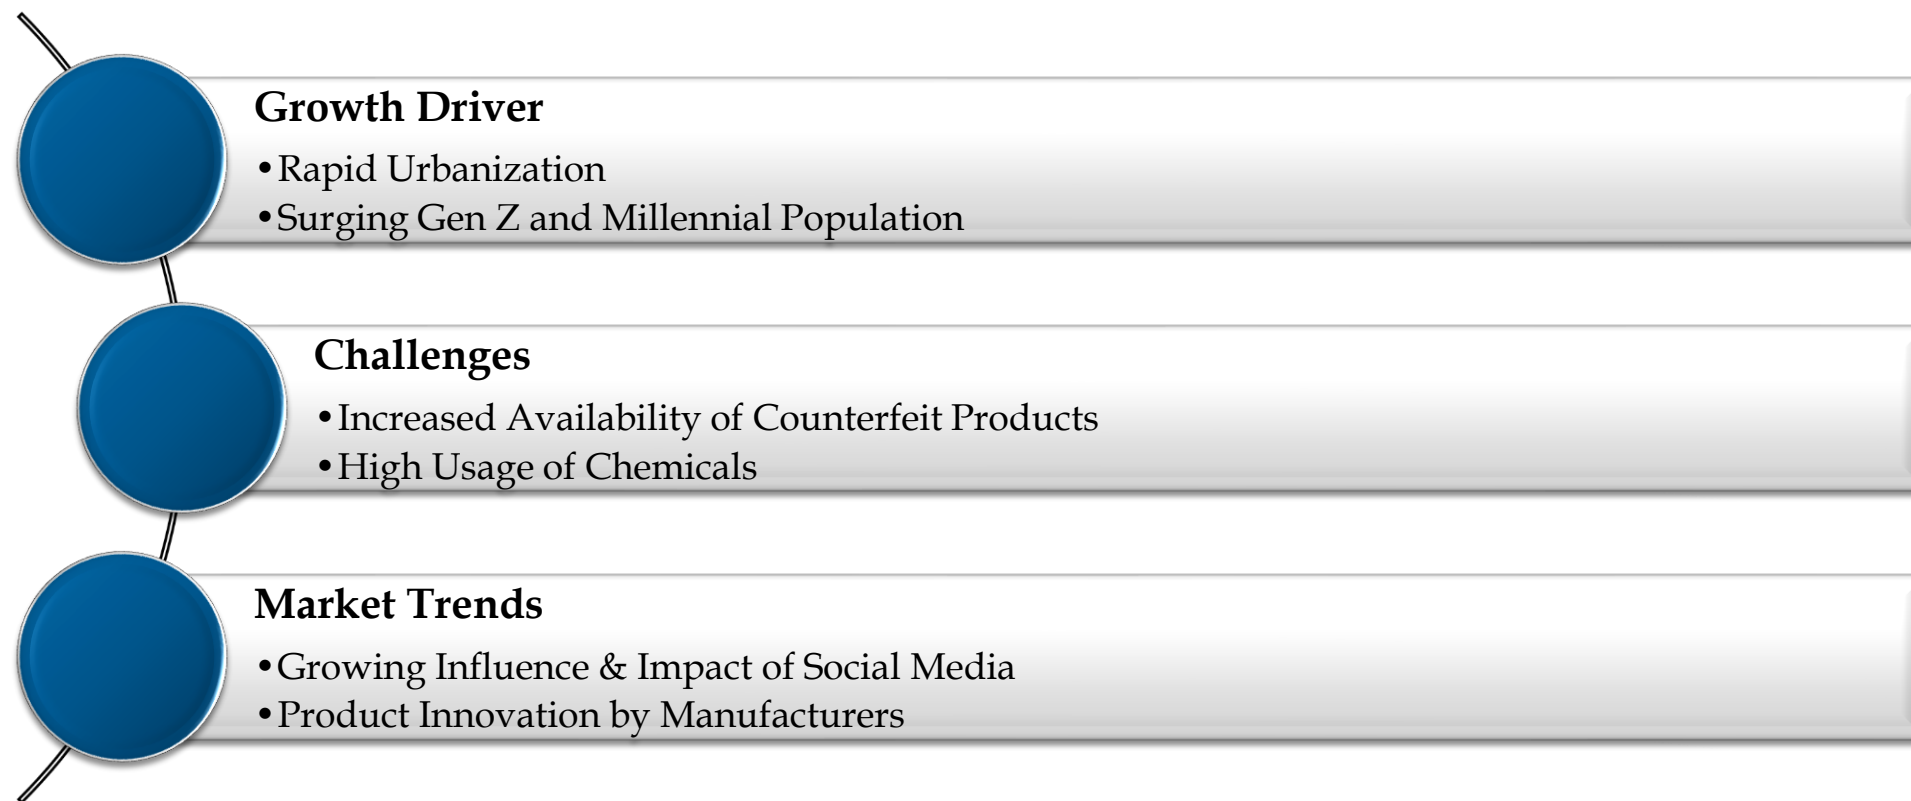 Growth Driver
•Rapid Urbanization
•Surging Gen Z and Millennial Population
Challenges
•Increased Availability of Counterfeit Products
•High Usage of Chemicals
Market Trends
•Growing Influence & Impact of Social Media
•Product Innovation by Manufacturers